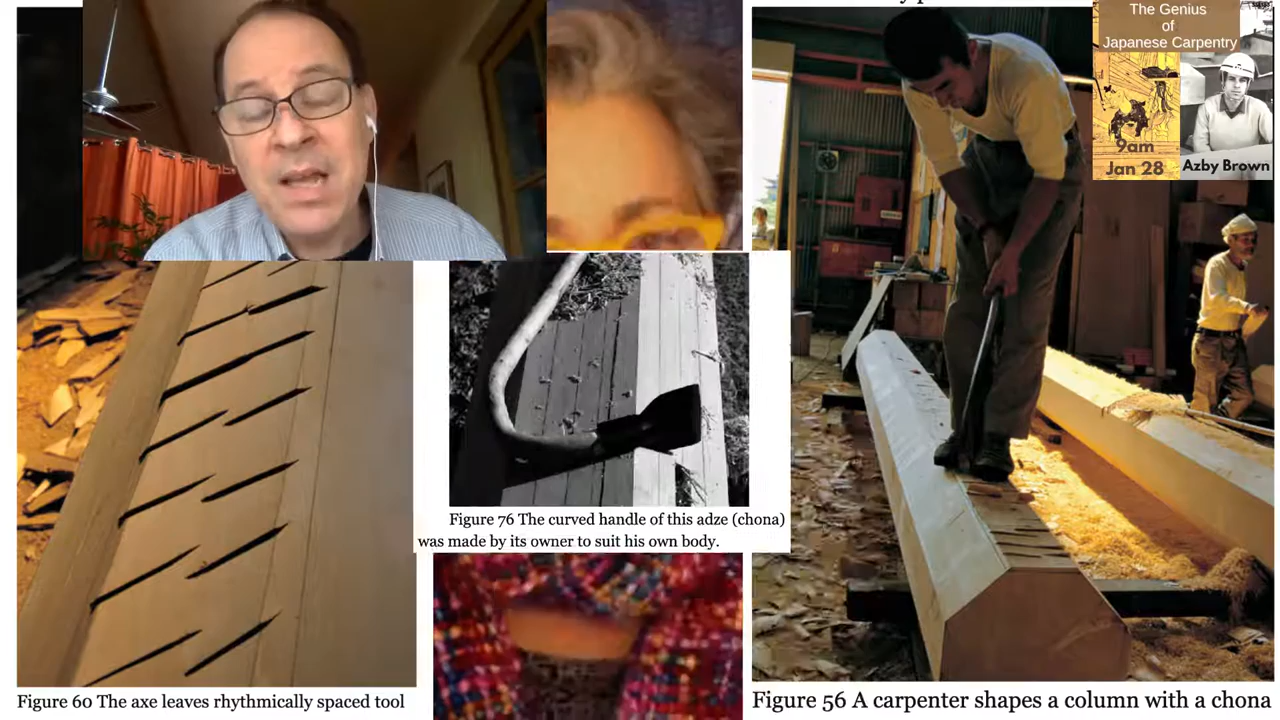 The Genius
of
Japanese Carpentry
9am
Jan 28
Azby Brown
Figure 76 The curved handle of this adze (chona)
was made by its owner to suit his own body.
Figure 60 The axe leaves rhythmically spaced tool
Figure 56 A carpenter shapes a column with a chona